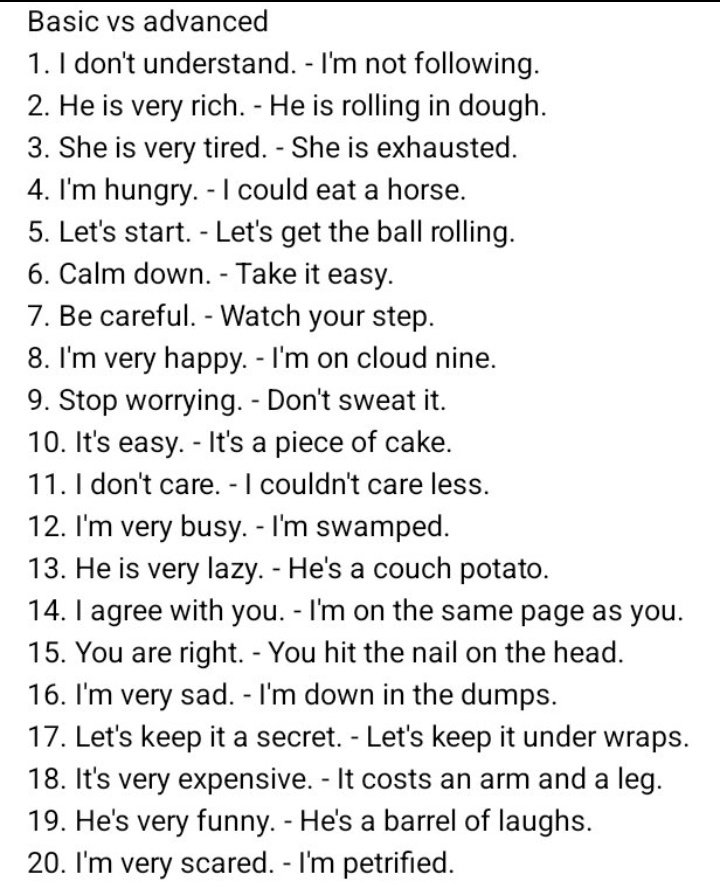 Basic vs advanced
1. I don't understand. - I'm not following.
2. He is very rich. - He is rolling in dough.
3. She is very tired. - She is exhausted.
4. I'm hungry. - I could eat a horse.
5. Let's start. - Let's get the ball rolling.
6. Calm down. - Take it easy.
7. Be careful. - Watch your step.
8. I'm very happy. - I'm on cloud nine.
9. Stop worrying. - Don't sweat it.
10. It's easy. - It's a piece of cake.
11. I don't care. - I couldn't care less.
12. I'm very busy. - I'm swamped.
13. He is very lazy. - He's a couch potato.
14. I agree with you. - I'm on the same page as you.
15. You are right. - You hit the nail on the head.
16. I'm very sad. - I'm down in the dumps.
17. Let's keep it a secret. - Let's keep it under wraps.
18. It's very expensive. - It costs an arm and a leg.
19. He's very funny. - He's a barrel of laughs.
20. I'm very scared. - I'm petrified.